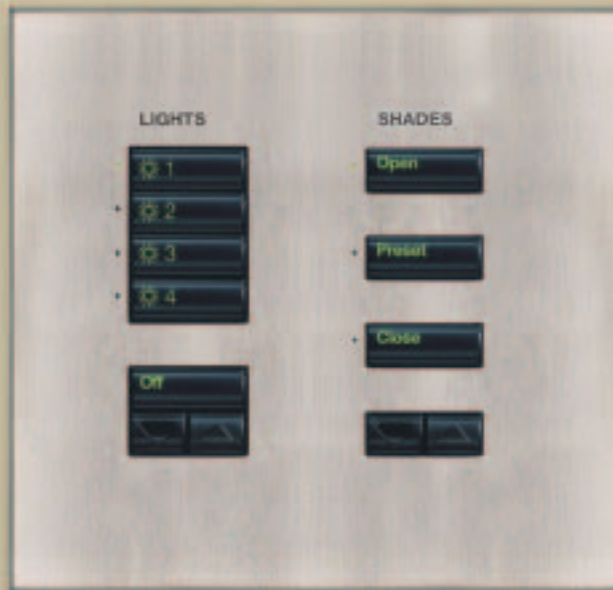 LIGHTS
1
2
3
4
Off
SHADES
Open
Preset
Close